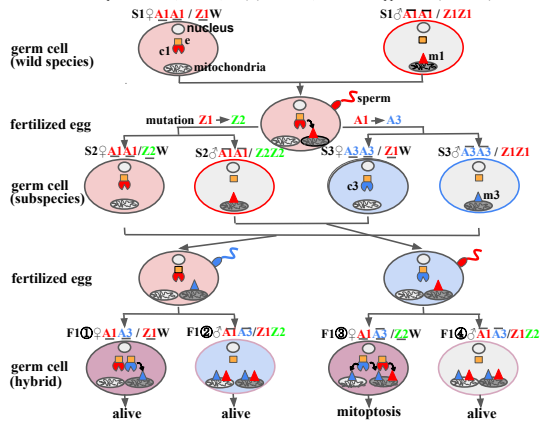 S1♀A1A1 / Z1W
S1♂A1A1 / Z1Z1
nucleus
e
c1
mitochondria
m1
germ cell
(wild species)
sperm
mutation Z1 → Z2
A1 → A3
fertilized egg
S2♀A1A1/Z2W
S2♂A1A1/Z2Z2
S3♀A3A3 / Z1W
S3♂A3A3 / Z1Z1
c3
m3
germ cell
(subspecies)
fertilized egg
F1①♀A1A3 / Z1W
F1②♂A1A3/Z1Z2
F1③♀A1A3/Z2W
F1④♂A1A3/Z1Z2
germ cell
(hybrid)
alive
alive
mitoptosis
alive